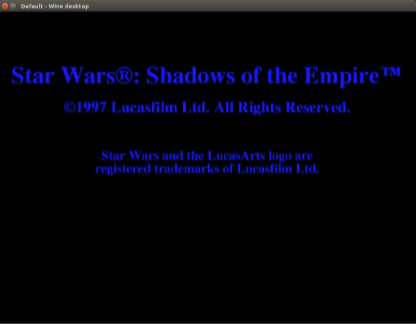 Default - Wine desktop
Star Wars®: Shadows of the Empire™
©1997 Lucasfilm Ltd. All Rights Reserved.
Star Wars and the LucasArts logo are
registered trademarks of Lucasfilm Ltd.